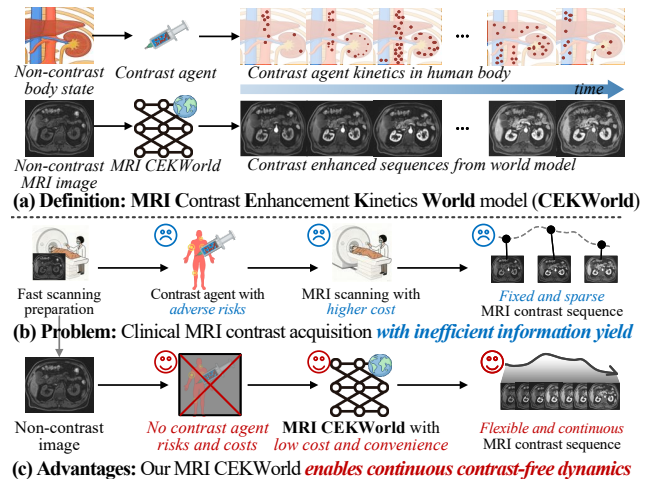 Non-contrast
body state
Contrast agent
Contrast agent kinetics in human body
...
time
Non-contrast
MRI image
MRI CEKWorld
Contrast enhanced sequences from world model
...
(a) Definition: MRI Contrast Enhancement Kinetics World model (CEKWorld)
Fast scanning
preparation
Contrast agent with
adverse risks
MRI scanning with
higher cost
Fixed and sparse
MRI contrast sequence
(b) Problem: Clinical MRI contrast acquisition with inefficient information yield
Non-contrast
image
No contrast agent
risks and costs
MRI CEKWorld with
low cost and convenience
Flexible and continuous
MRI contrast sequence
(c) Advantages: Our MRI CEKWorld enables continuous contrast-free dynamics